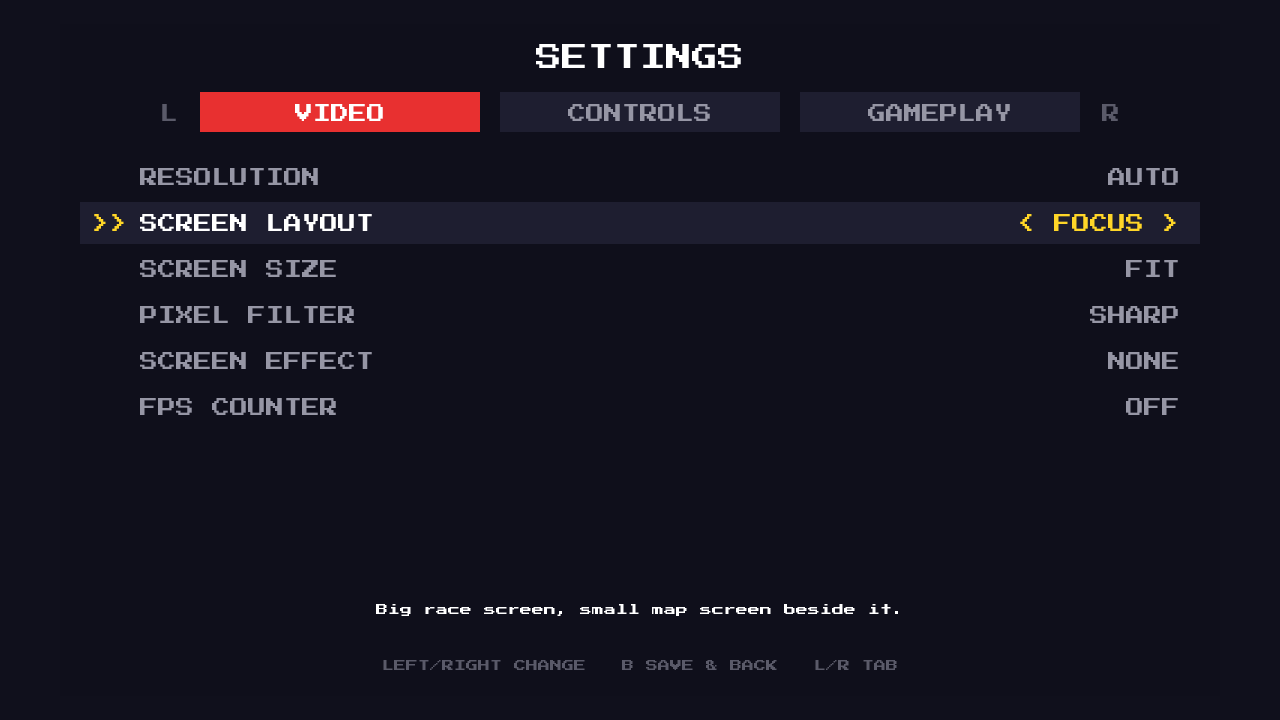 SETTINGS
L VIDEO CONTROLS GAMEPLAY R
RESOLUTION AUTO
>> SCREEN LAYOUT < FOCUS >
SCREEN SIZE FIT
PIXEL FILTER SHARP
SCREEN EFFECT NONE
FPS COUNTER OFF
Big race screen, small map screen beside it.
LEFT/RIGHT CHANGE B SAVE & BACK L/R TAB